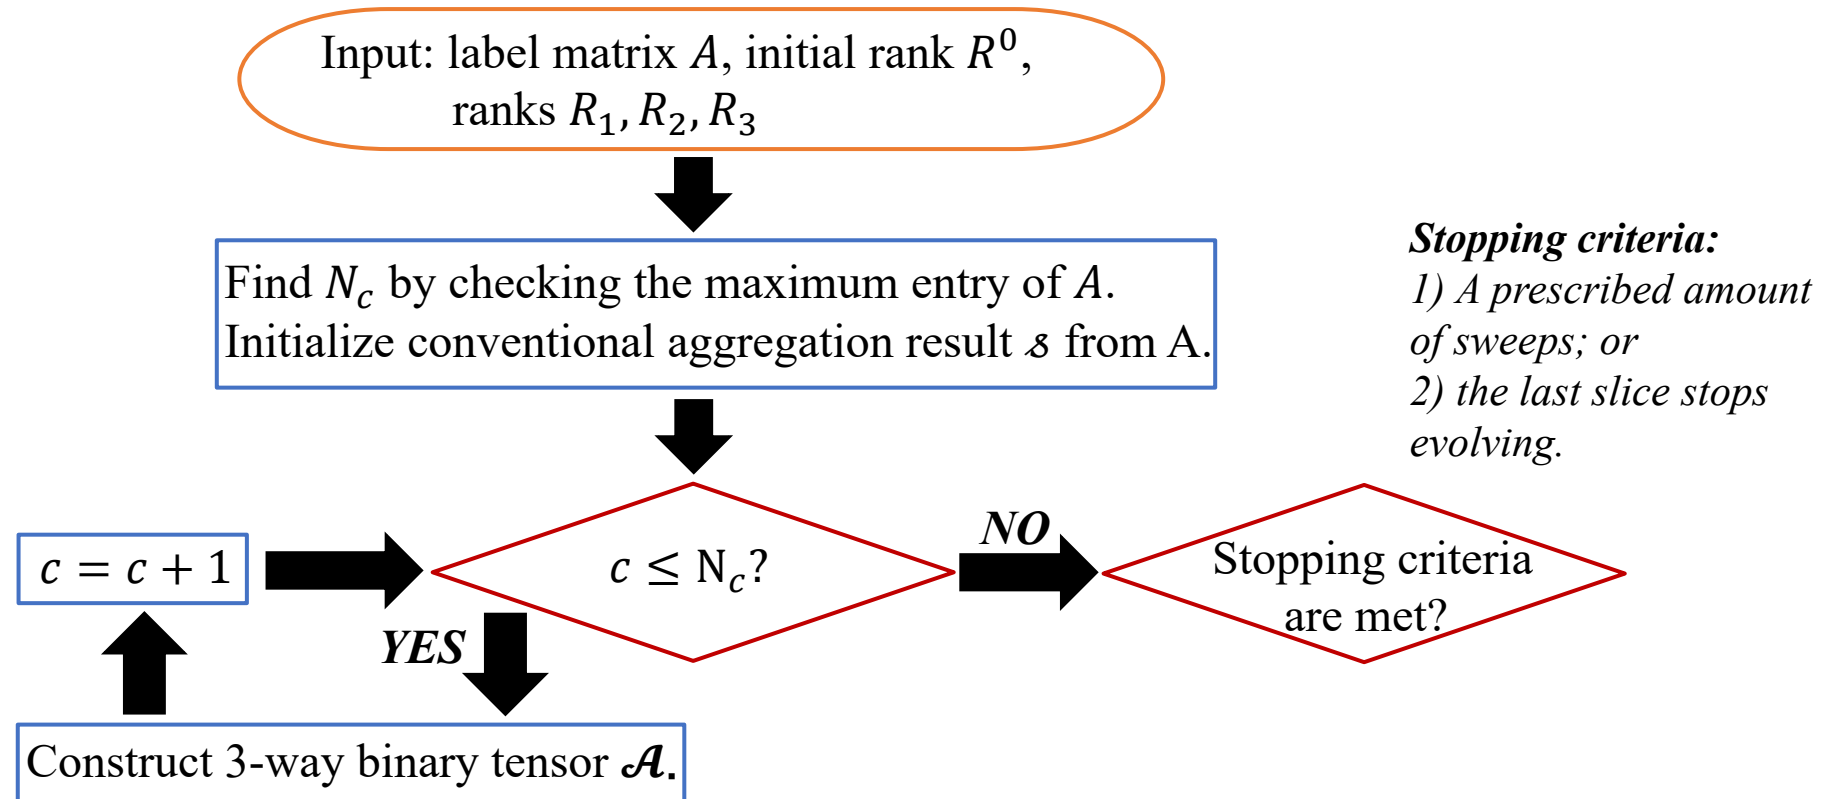 Input: label matrix A, initial rank R⁰,
ranks R₁, R₂, R₃
Find N_c by checking the maximum entry of A.
Initialize conventional aggregation result 𝓈 from A.
Stopping criteria:
1) A prescribed amount
of sweeps; or
2) the last slice stops
evolving.
c = c + 1
c ≤ N_c?
NO
Stopping criteria
are met?
YES
Construct 3-way binary tensor 𝓐.